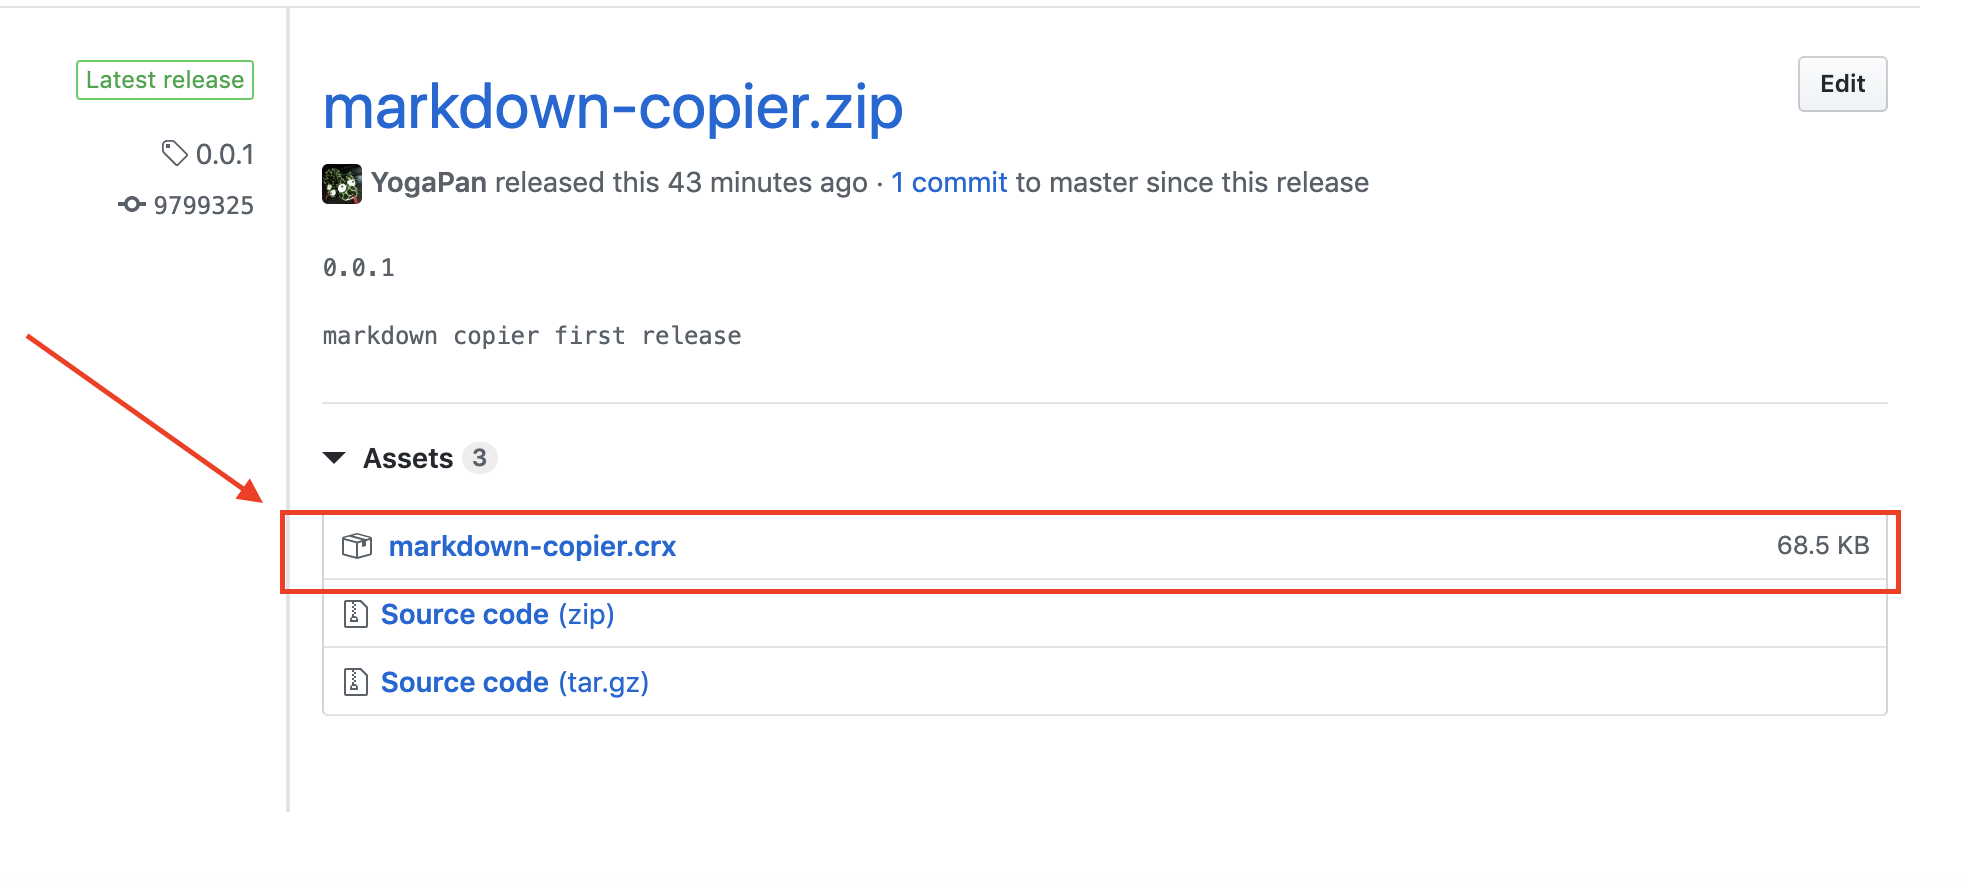 Latest release
0.0.1
9799325
markdown-copier.zip
Edit
YogaPan released this 43 minutes ago · 1 commit to master since this release
0.0.1
markdown copier first release
Assets 3
markdown-copier.crx 68.5 KB
Source code (zip)
Source code (tar.gz)